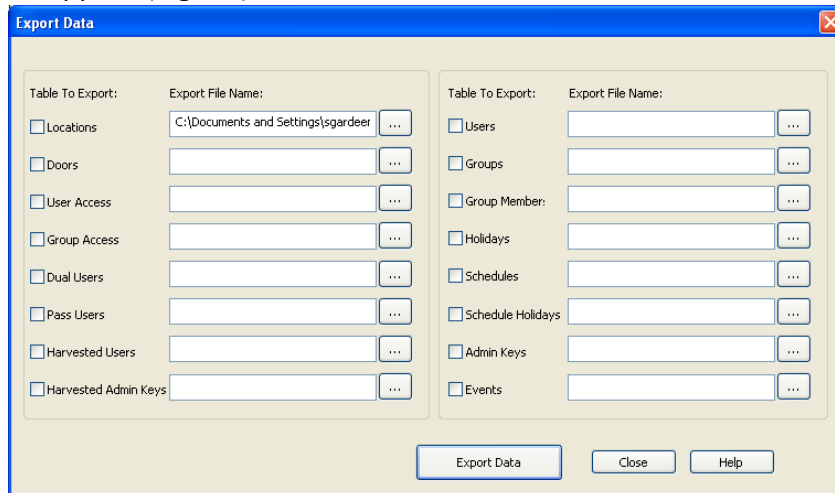 Export Data
Table To Export: Export File Name:
Locations C:\Documents and Settings\sgardeer ...
Doors ...
User Access ...
Group Access ...
Dual Users ...
Pass Users ...
Harvested Users ...
Harvested Admin Keys ...
Table To Export: Export File Name:
Users ...
Groups ...
Group Member: ...
Holidays ...
Schedules ...
Schedule Holidays ...
Admin Keys ...
Events ...
Export Data Close Help